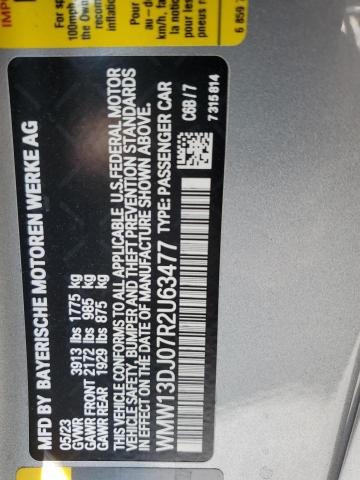 MFD BY BAYERISCHE MOTOREN WERKE AG
05/23 lbs kg
GVWR 3913 lbs 1775 kg
GAWR FRONT 2172 lbs 985 kg
GAWR REAR 1929 lbs 875 kg
THIS VEHICLE CONFORMS TO ALL APPLICABLE U.S.FEDERAL MOTOR
VEHICLE SAFETY, BUMPER AND THEFT PREVENTION STANDARDS
IN EFFECT ON THE DATE OF MANUFACTURE SHOWN ABOVE.
WMW13DJ07R2U63477 TYPE:PASSENGER CAR
C6B / 7
7 315 814